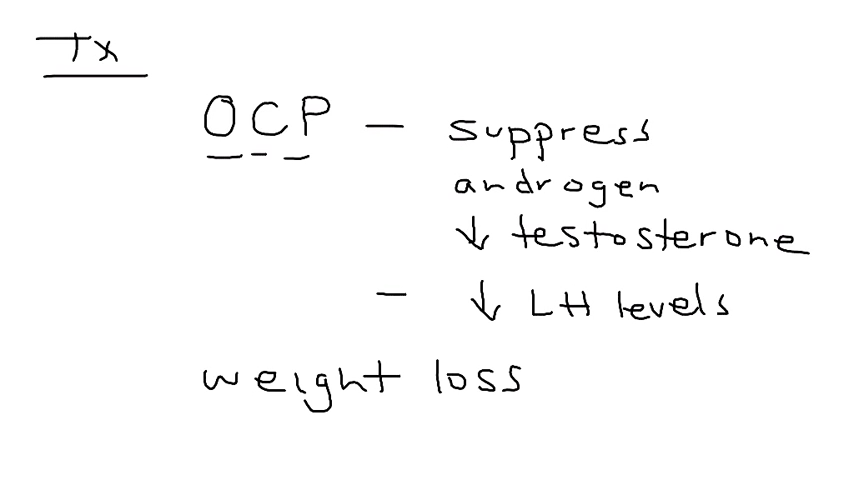 Tx
OCP – suppress
androgen
↓ testosterone
– ↓ LH levels
weight loss